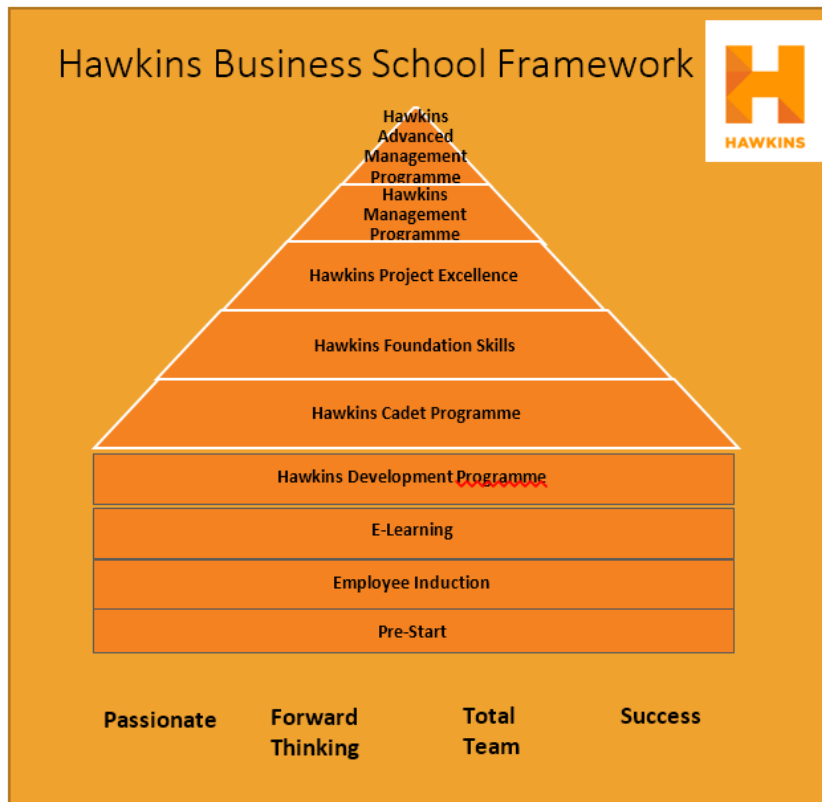 Hawkins Business School Framework
HAWKINS
Hawkins
Advanced
Management
Programme
Hawkins
Management
Programme
Hawkins Project Excellence
Hawkins Foundation Skills
Hawkins Cadet Programme
Hawkins Development Programme
E-Learning
Employee Induction
Pre-Start
Passionate
Forward
Thinking
Total
Team
Success